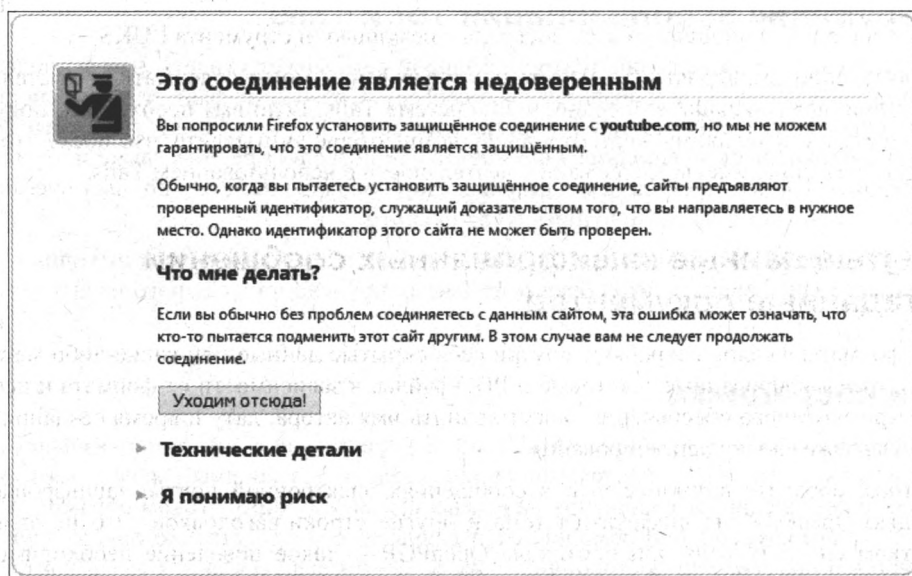 Это соединение является недоверенным
Вы попросили Firefox установить защищённое соединение с youtube.com, но мы не можем
гарантировать, что это соединение является защищённым.
Обычно, когда вы пытаетесь установить защищённое соединение, сайты предъявляют
проверенный идентификатор, служащий доказательством того, что вы направляетесь в нужное
место. Однако идентификатор этого сайта не может быть проверен.
Что мне делать?
Если вы обычно без проблем соединяетесь с данным сайтом, эта ошибка может означать, что
кто-то пытается подменить этот сайт другим. В этом случае вам не следует продолжать
соединение.
Уходим отсюда!
Технические детали
Я понимаю риск